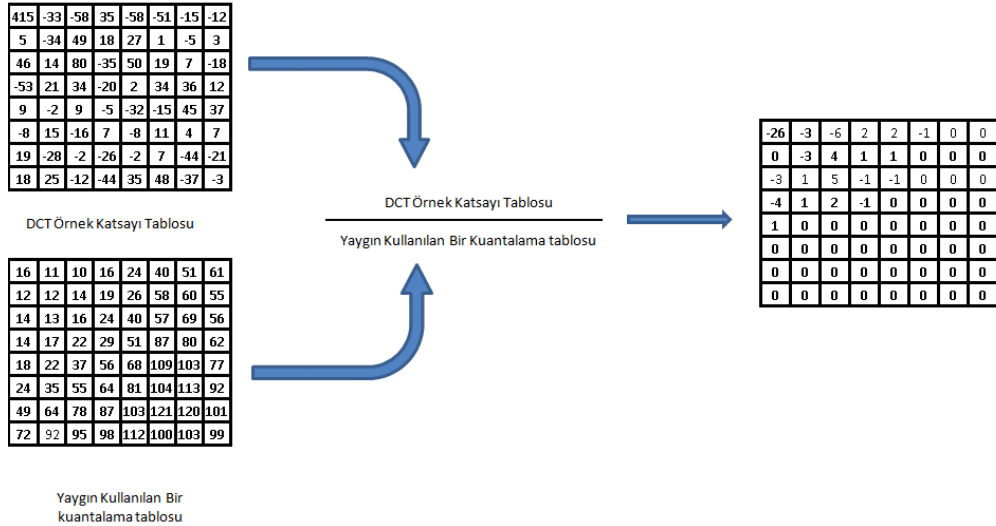 415 -33 -58 35 -58 -51 -15 -12
5 -34 49 18 27 1 -5 3
46 14 80 -35 50 19 7 -18
-53 21 34 -20 2 34 36 12
9 -2 9 -5 -32 -15 45 37
-8 15 -16 7 -8 11 4 7
19 -28 -2 -26 -2 7 -44 -21
18 25 -12 -44 35 48 -37 -3
DCT Örnek Katsayı Tablosu
16 11 10 16 24 40 51 61
12 12 14 19 26 58 60 55
14 13 16 24 40 57 69 56
14 17 22 29 51 87 80 62
18 22 37 56 68 109 103 77
24 35 55 64 81 104 113 92
49 64 78 87 103 121 120 101
72 92 95 98 112 100 103 99
Yaygın Kullanılan Bir
kuantalama tablosu
DCT Örnek Katsayı Tablosu
Yaygın Kullanılan Bir Kuantalama tablosu
-26 -3 -6 2 2 -1 0 0
0 -3 4 1 1 0 0 0
-3 1 5 -1 -1 0 0 0
-4 1 2 -1 0 0 0 0
1 0 0 0 0 0 0 0
0 0 0 0 0 0 0 0
0 0 0 0 0 0 0 0
0 0 0 0 0 0 0 0